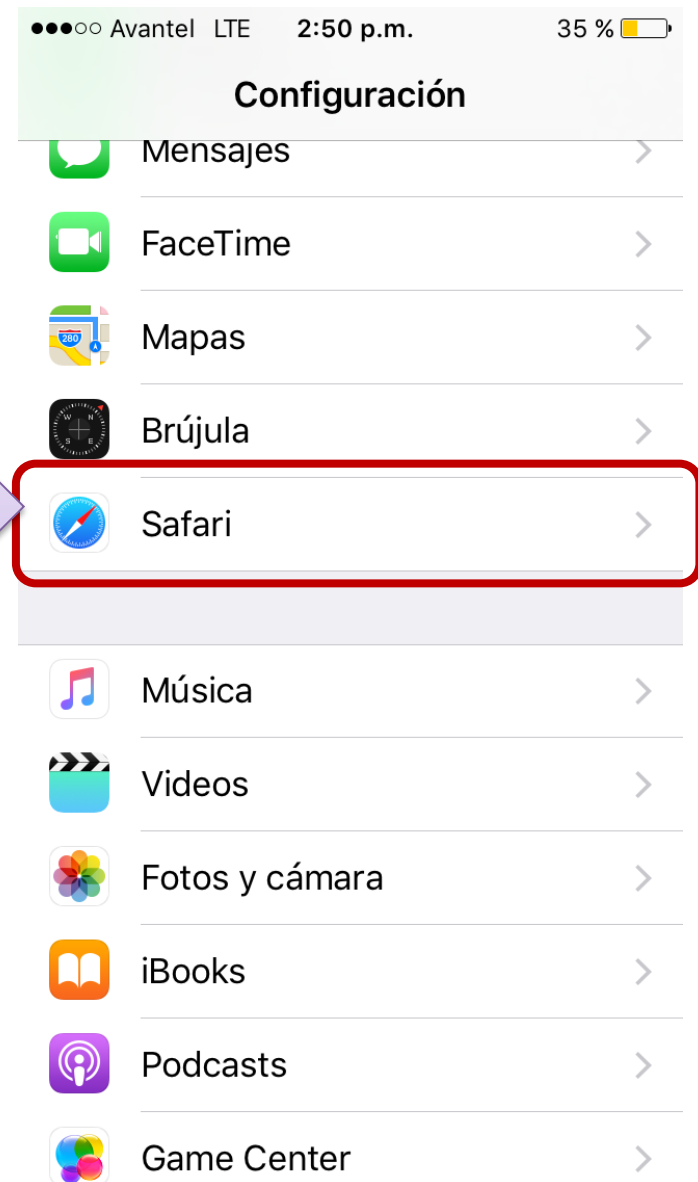 ●●●○○ Avantel LTE 2:50 p.m. 35 %
Configuración
Mensajes
FaceTime
280
Mapas
W N
S E
Brújula
Safari
Música
Videos
Fotos y cámara
iBooks
Podcasts
Game Center